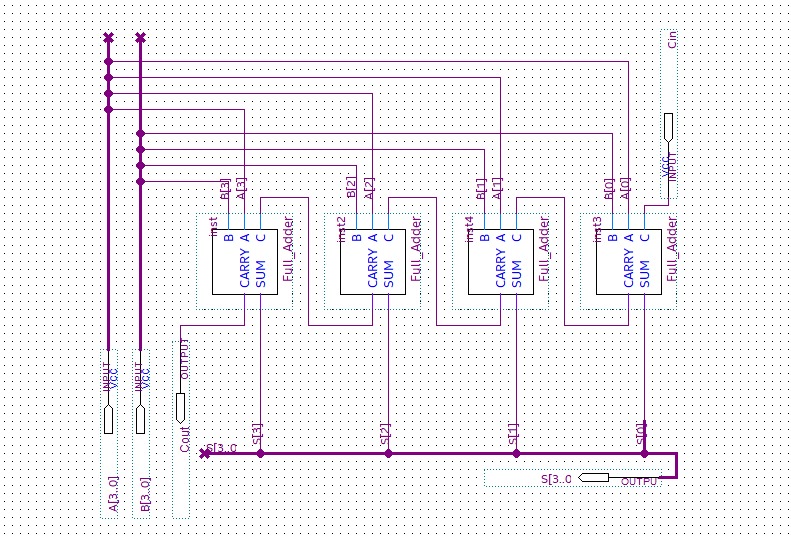 Cin
VCC
INPUT
B[3]
A[3]
B[2]
A[2]
B[1]
A[1]
B[0]
A[0]
inst
B
A
C
CARRY
SUM
Full_Adder
inst2
B
A
C
CARRY
SUM
Full_Adder
inst4
B
A
C
CARRY
SUM
Full_Adder
inst3
B
A
C
CARRY
SUM
Full_Adder
INPUT
VCC
INPUT
VCC
OUTPUT
A[3..0]
B[3..0]
Cout
S[3..0
S[3]
S[2]
S[1]
S[0]
S[3..0
OUTPU